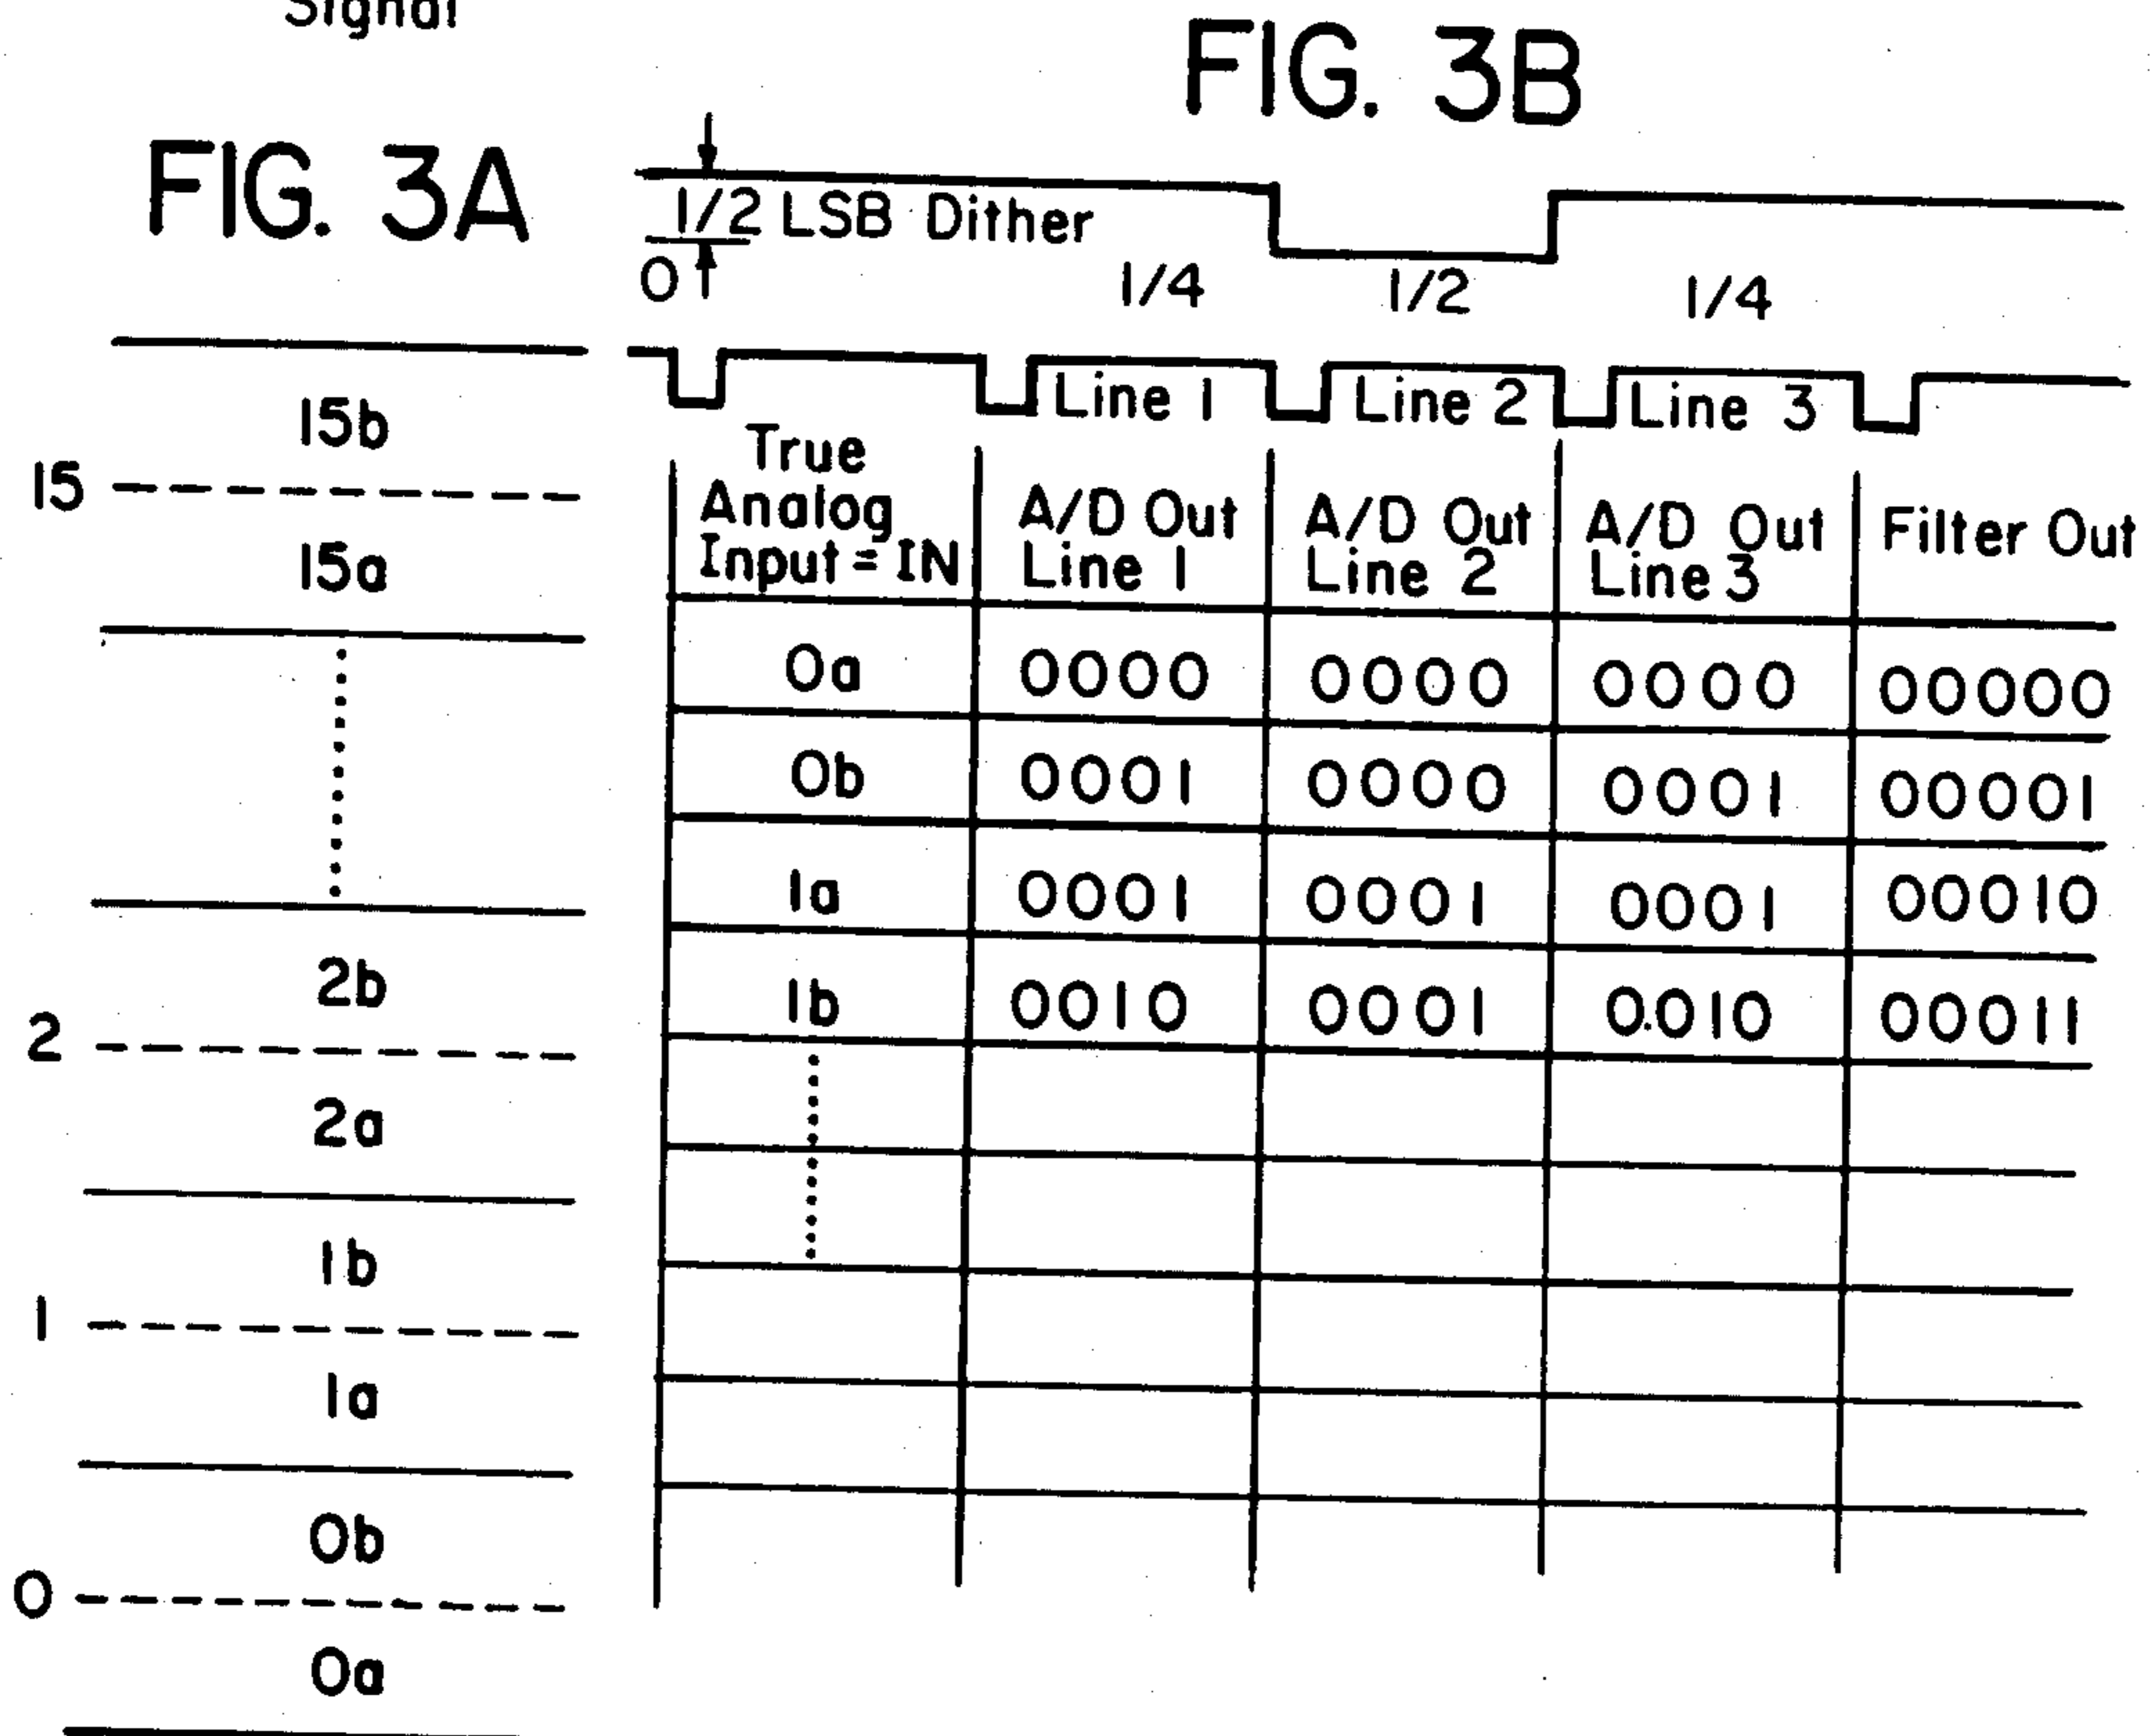 Signal
FIG. 3B
FIG. 3A
1/2 LSB Dither
0
1/4
1/2
1/4
Line 1
Line 2
Line 3
15b
15
15a
2b
2
2a
1b
1
1a
0b
0
0a
True
Analog
Input = IN
A/D Out
Line 1
A/D Out
Line 2
A/D Out
Line 3
Filter Out
0a 0000 0000 0000 00000
0b 0001 0000 0001 00001
1a 0001 0001 0001 00010
1b 0010 0001 0010 00011